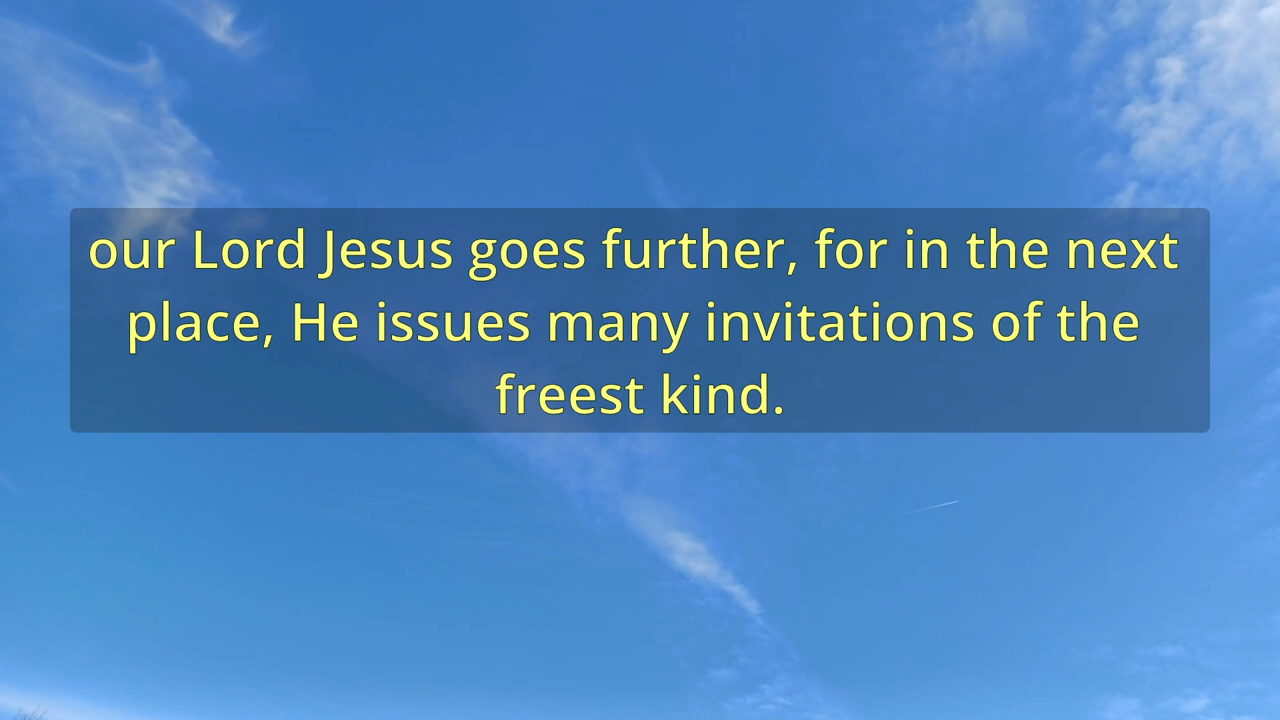 our Lord Jesus goes further, for in the next
place, He issues many invitations of the
freest kind.